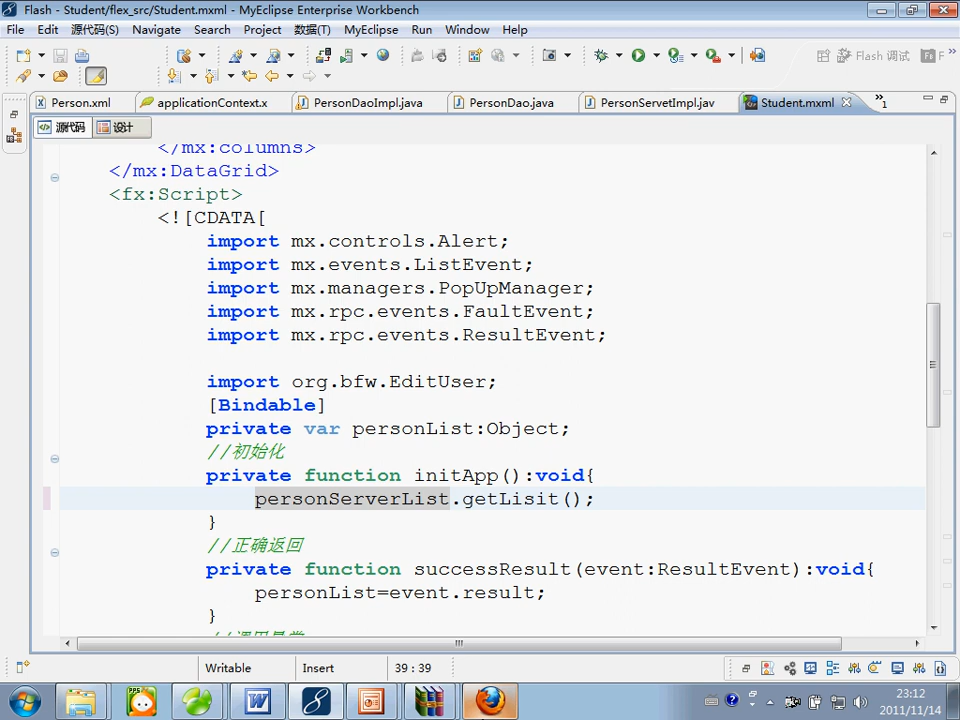 Flash - Student/flex_src/Student.mxml - MyEclipse Enterprise Workbench
File Edit 源代码(S) Navigate Search Project 数据(T) MyEclipse Run Window Help
Flash 调试
Person.xml applicationContext.x PersonDaoImpl.java PersonDao.java PersonServetImpl.jav Student.mxml »1
源代码 设计
</mx:columns>
</mx:DataGrid>
<fx:Script>
<![CDATA[
import mx.controls.Alert;
import mx.events.ListEvent;
import mx.managers.PopUpManager;
import mx.rpc.events.FaultEvent;
import mx.rpc.events.ResultEvent;
import org.bfw.EditUser;
[Bindable]
private var personList:Object;
//初始化
private function initApp():void{
personServerList.getLisit();
}
//正确返回
private function successResult(event:ResultEvent):void{
personList=event.result;
}
Writable Insert 39 : 39
23:12
2011/11/14